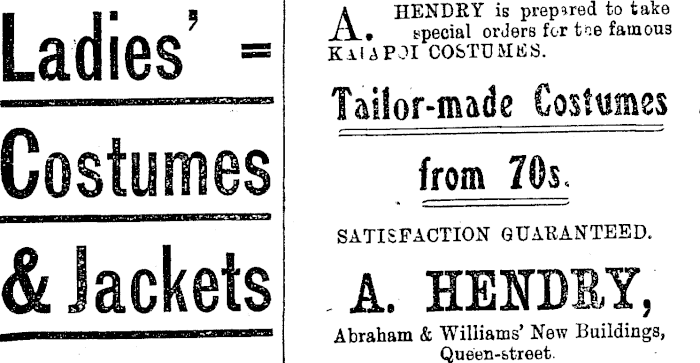 Ladies' =
Costumes
& Jackets
A. HENDRY is prepared to take
special orders for the famous
KAIAPOI COSTUMES.
Tailor-made Costumes
from 70s.
SATISFACTION GUARANTEED.
A. HENDRY,
Abraham & Williams' New Buildings,
Queen-street.